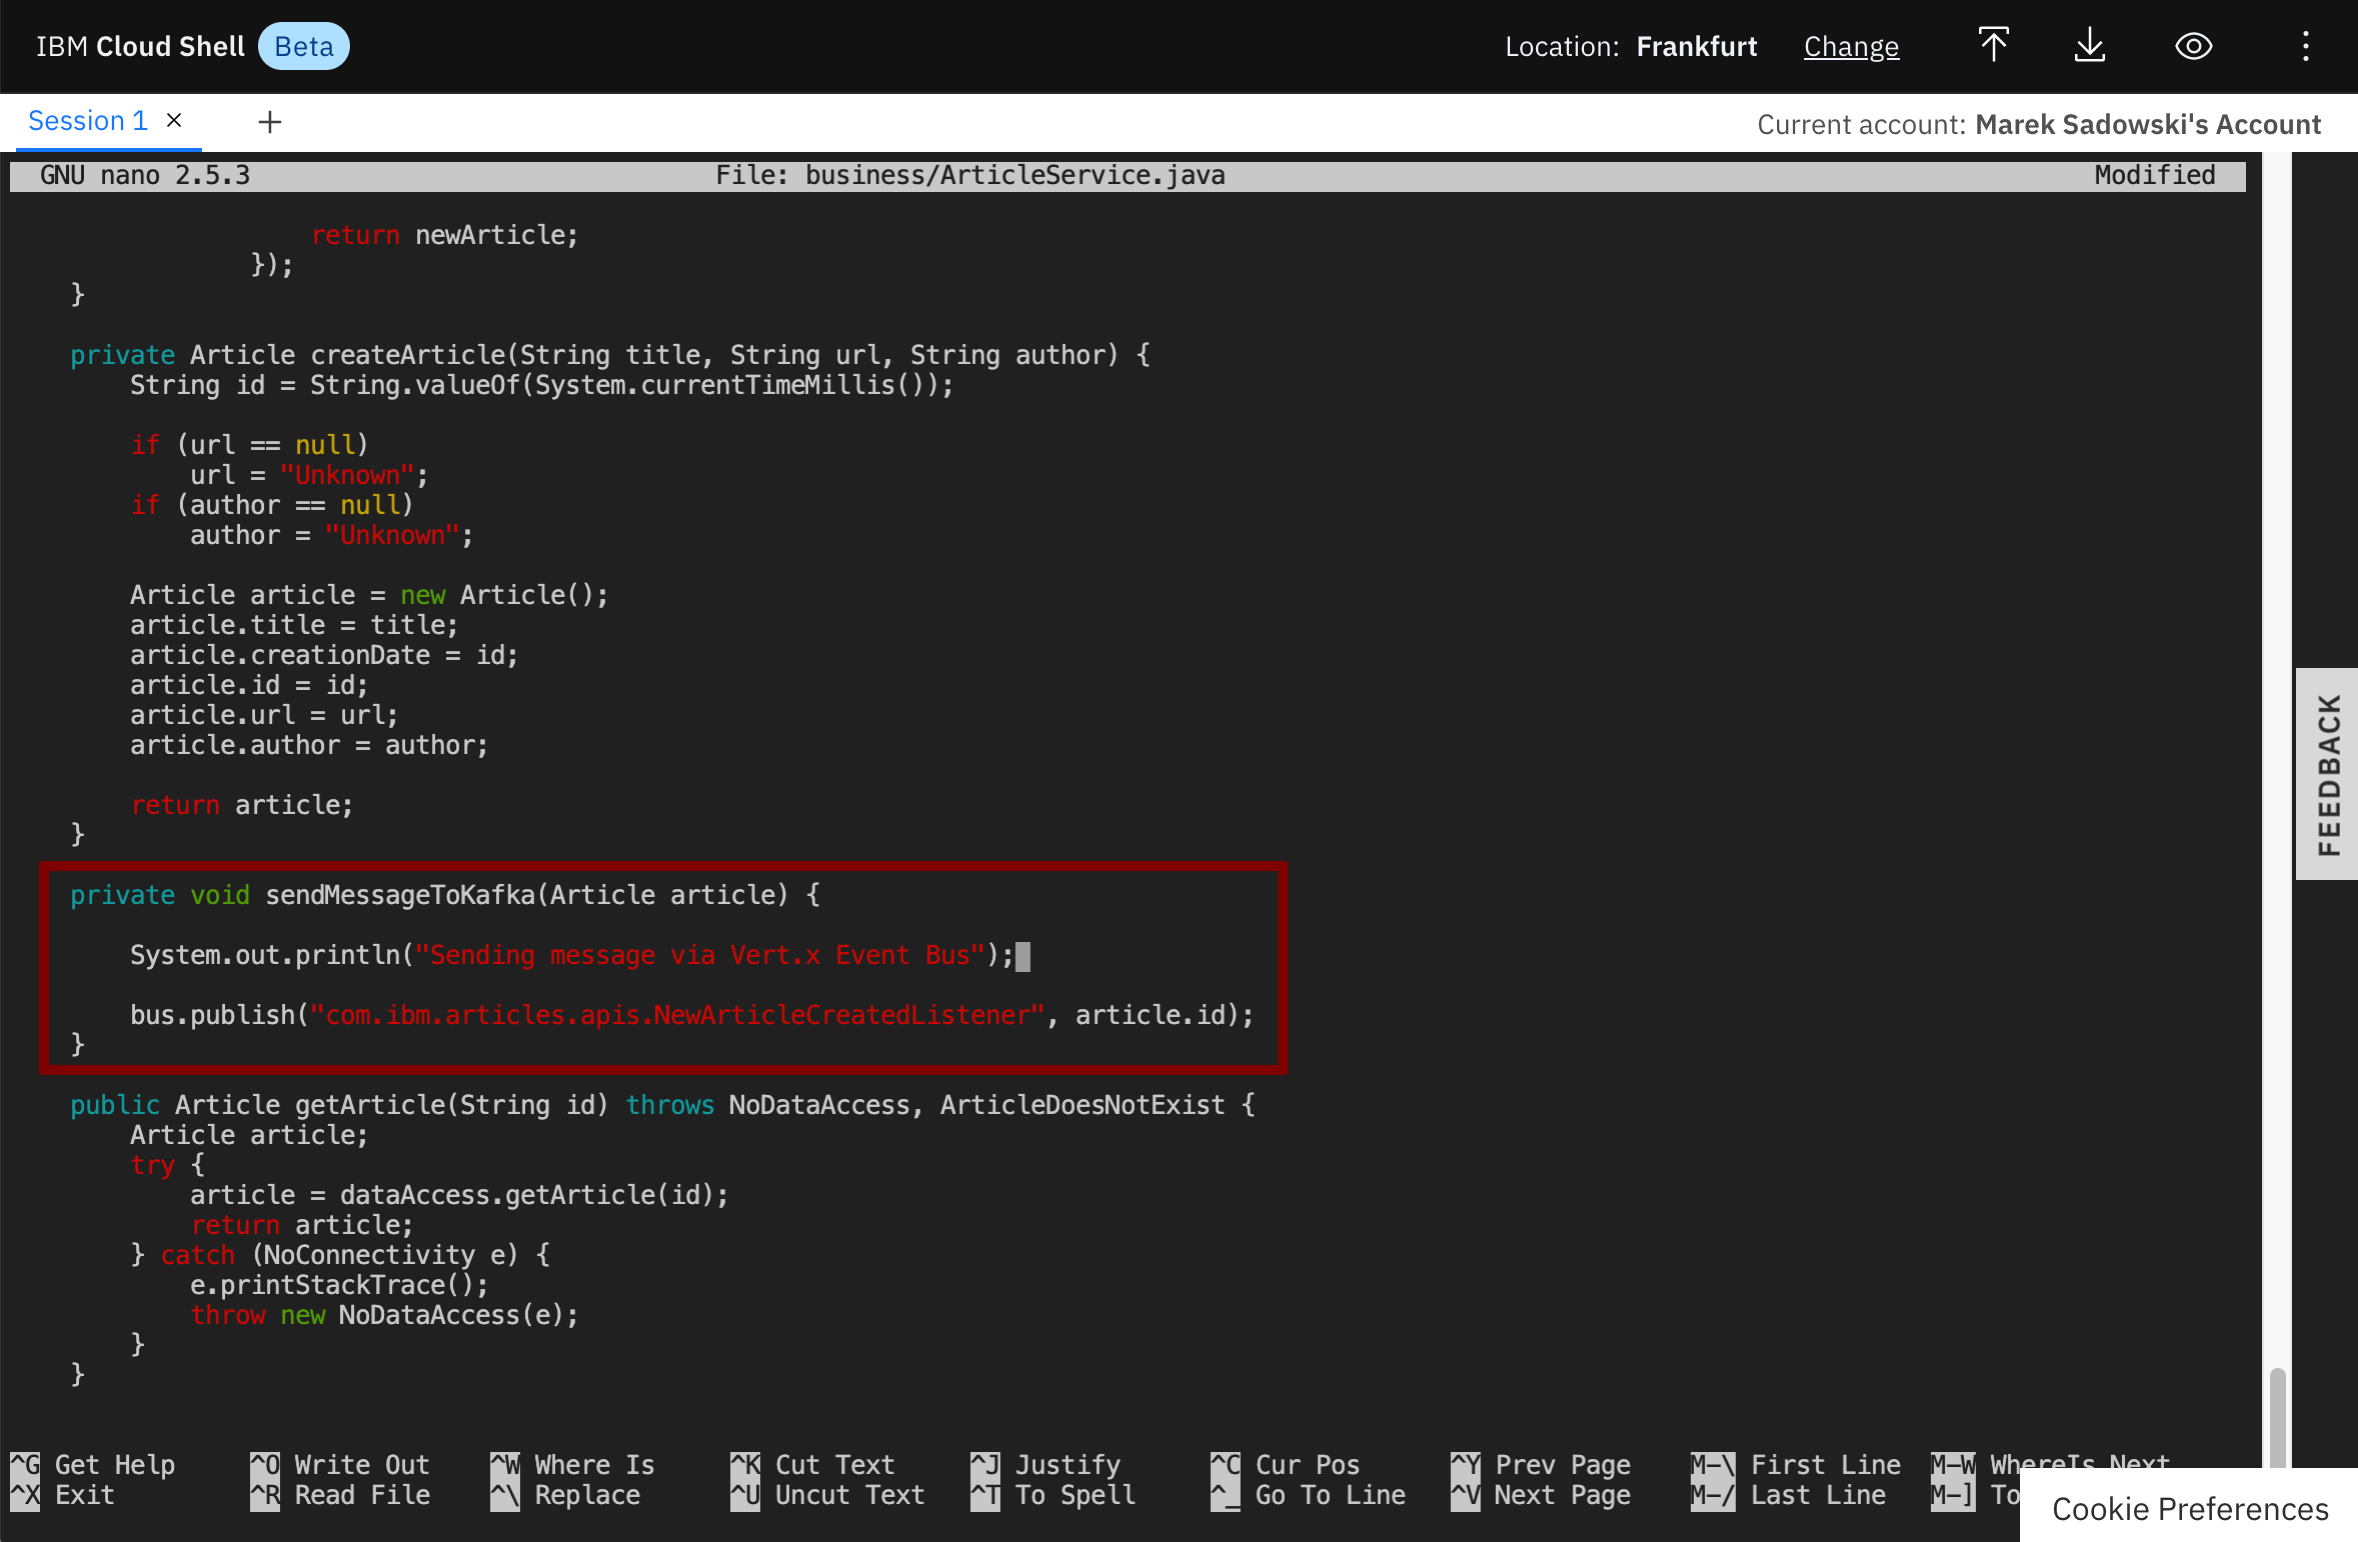 IBM Cloud Shell Beta
Location: Frankfurt Change
Session 1 × +
Current account: Marek Sadowski's Account
GNU nano 2.5.3 File: business/ArticleService.java Modified
return newArticle;
});
}
private Article createArticle(String title, String url, String author) {
String id = String.valueOf(System.currentTimeMillis());
if (url == null)
url = "Unknown";
if (author == null)
author = "Unknown";
Article article = new Article();
article.title = title;
article.creationDate = id;
article.id = id;
article.url = url;
article.author = author;
return article;
}
private void sendMessageToKafka(Article article) {
System.out.println("Sending message via Vert.x Event Bus");
bus.publish("com.ibm.articles.apis.NewArticleCreatedListener", article.id);
}
public Article getArticle(String id) throws NoDataAccess, ArticleDoesNotExist {
Article article;
try {
article = dataAccess.getArticle(id);
return article;
} catch (NoConnectivity e) {
e.printStackTrace();
throw new NoDataAccess(e);
}
}
^G Get Help ^O Write Out ^W Where Is ^K Cut Text ^J Justify ^C Cur Pos ^Y Prev Page M-\ First Line M-W WhereIs Next
^X Exit ^R Read File ^\ Replace ^U Uncut Text ^T To Spell ^_ Go To Line ^V Next Page M-/ Last Line M-] To
FEEDBACK
Cookie Preferences